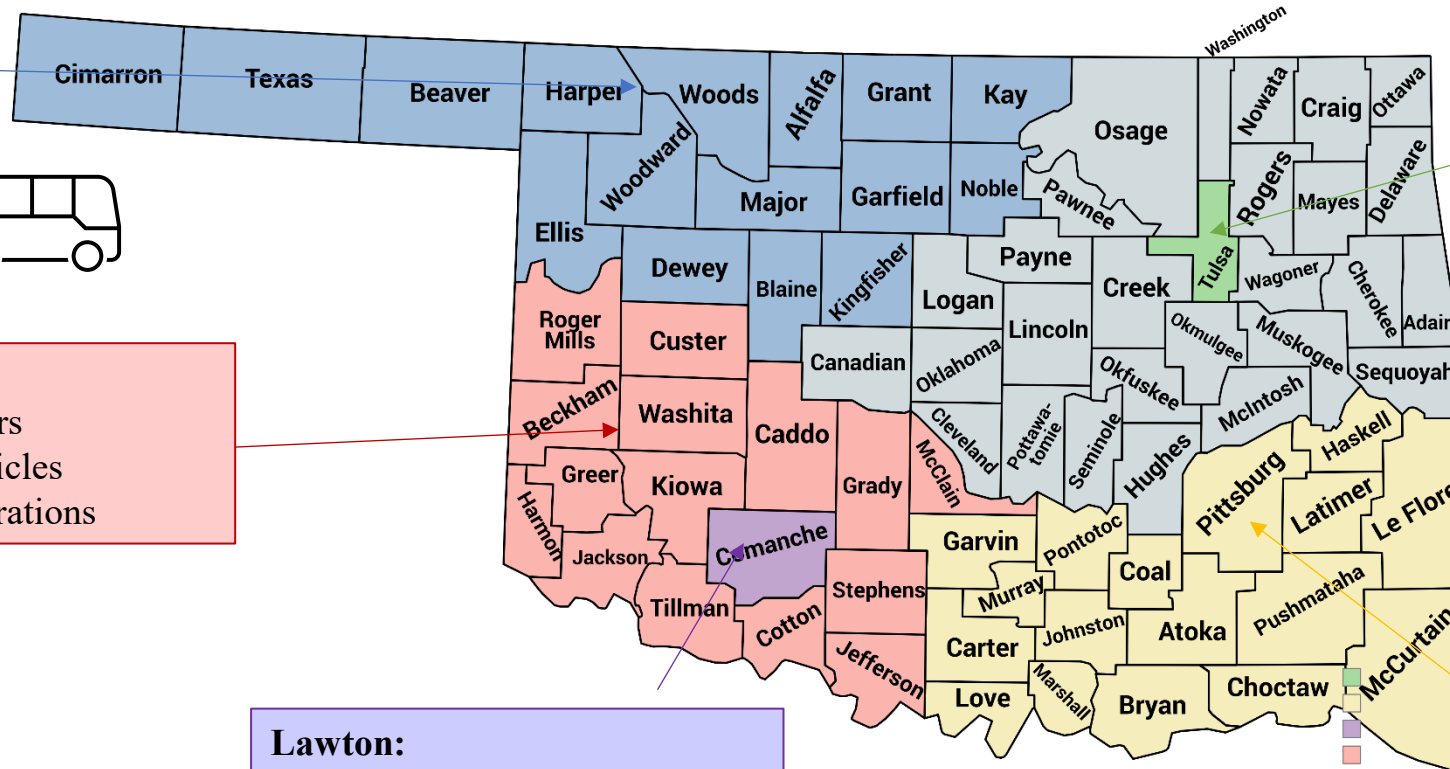 Washington
Cimarron
Texas
Beaver
Harper
Woods
Alfalfa
Grant
Kay
Osage
Nowata
Craig
Ottawa
Woodward
Major
Garfield
Noble
Pawnee
Rogers
Mayes
Delaware
Ellis
Dewey
Blaine
Kingfisher
Logan
Payne
Creek
Tulsa
Wagoner
Cherokee
Adair
Roger
Mills
Custer
Canadian
Oklahoma
Lincoln
Okmulgee
Muskogee
Sequoyah
Okfuskee
McIntosh
rs
icles
rations
Beckham
Washita
Caddo
Grady
McClain
Cleveland
Pottawa-
tomie
Seminole
Hughes
Pittsburg
Haskell
Latimer
Le Flore
Harmon
Greer
Kiowa
Jackson
Comanche
Garvin
Pontotoc
Coal
Tillman
Cotton
Stephens
Murray
Johnston
Atoka
Pushmataha
McCurtain
Jefferson
Carter
Love
Marshall
Bryan
Choctaw
Lawton: